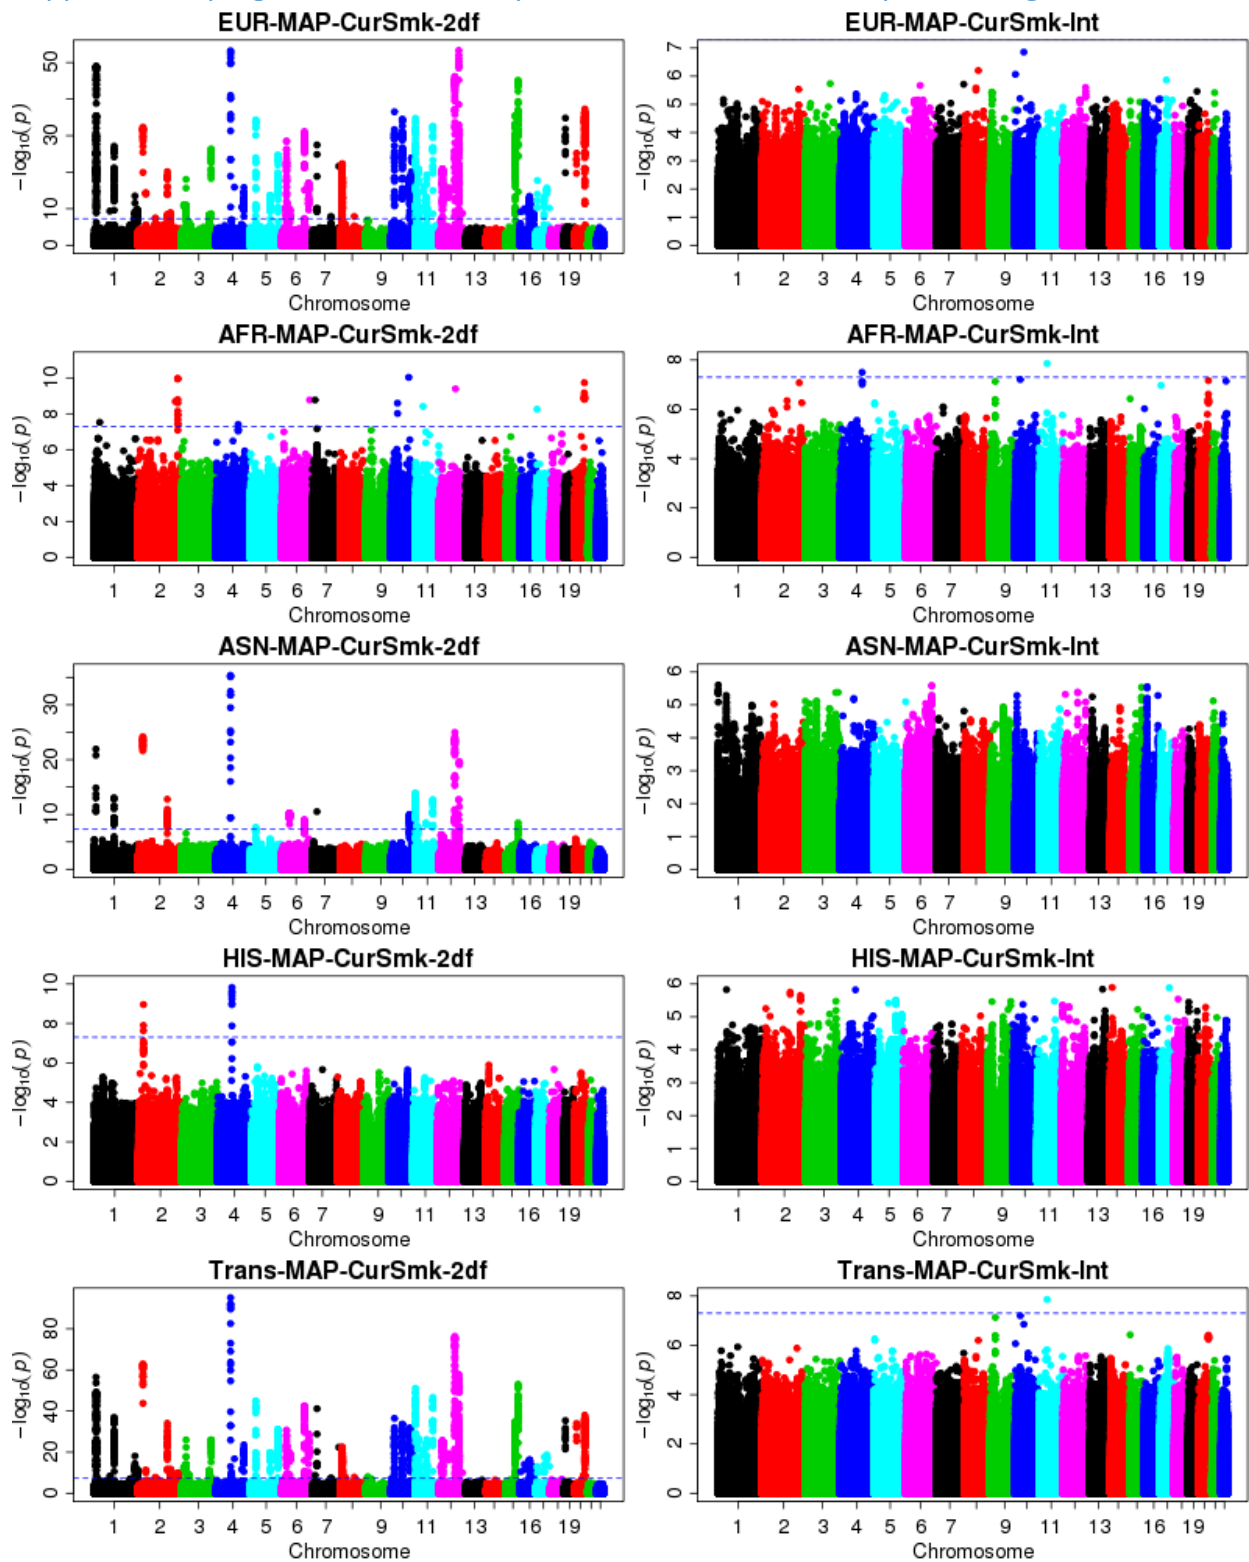 EUR-MAP-CurSmk-2df
−log10(p)
0 10 30 50
1 2 3 4 5 6 7 9 11 13 16 19
Chromosome
EUR-MAP-CurSmk-Int
−log10(p)
0 1 2 3 4 5 6 7
1 2 3 4 5 6 7 9 11 13 16 19
Chromosome
AFR-MAP-CurSmk-2df
−log10(p)
0 2 4 6 8 10
1 2 3 4 5 6 7 9 11 13 16 19
Chromosome
AFR-MAP-CurSmk-Int
−log10(p)
0 2 4 6 8
1 2 3 4 5 6 7 9 11 13 16 19
Chromosome
ASN-MAP-CurSmk-2df
−log10(p)
0 10 20 30
1 2 3 4 5 6 7 9 11 13 16 19
Chromosome
ASN-MAP-CurSmk-Int
−log10(p)
0 1 2 3 4 5 6
1 2 3 4 5 6 7 9 11 13 16 19
Chromosome
HIS-MAP-CurSmk-2df
−log10(p)
0 2 4 6 8 10
1 2 3 4 5 6 7 9 11 13 16 19
Chromosome
HIS-MAP-CurSmk-Int
−log10(p)
0 1 2 3 4 5 6
1 2 3 4 5 6 7 9 11 13 16 19
Chromosome
Trans-MAP-CurSmk-2df
−log10(p)
0 20 40 60 80
1 2 3 4 5 6 7 9 11 13 16 19
Chromosome
Trans-MAP-CurSmk-Int
−log10(p)
0 2 4 6 8
1 2 3 4 5 6 7 9 11 13 16 19
Chromosome